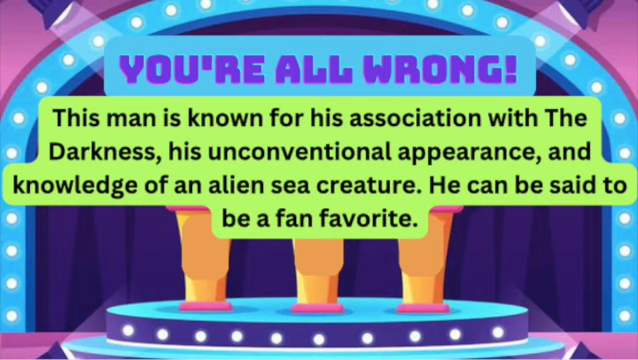 YOU'RE ALL WRONG!
This man is known for his association with The
Darkness, his unconventional appearance, and
knowledge of an alien sea creature. He can be said to
be a fan favorite.